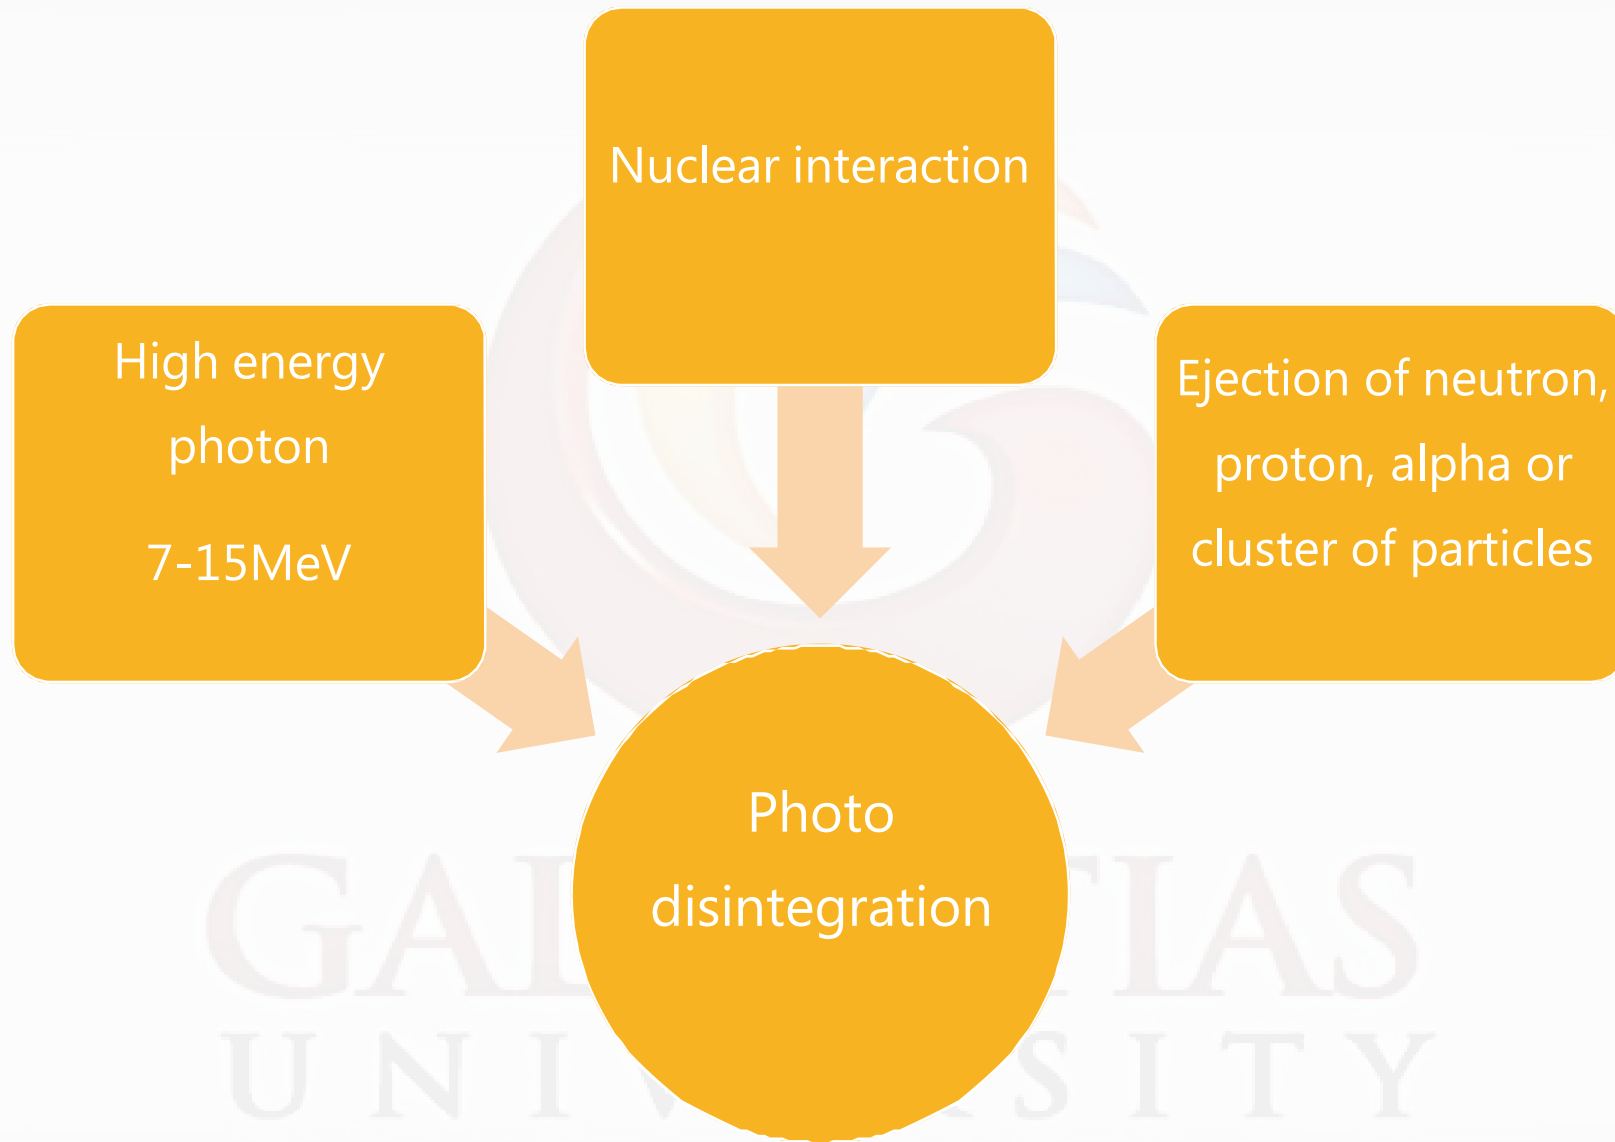 Nuclear interaction
High energy
photon
7-15MeV
Ejection of neutron,
proton, alpha or
cluster of particles
Photo
disintegration